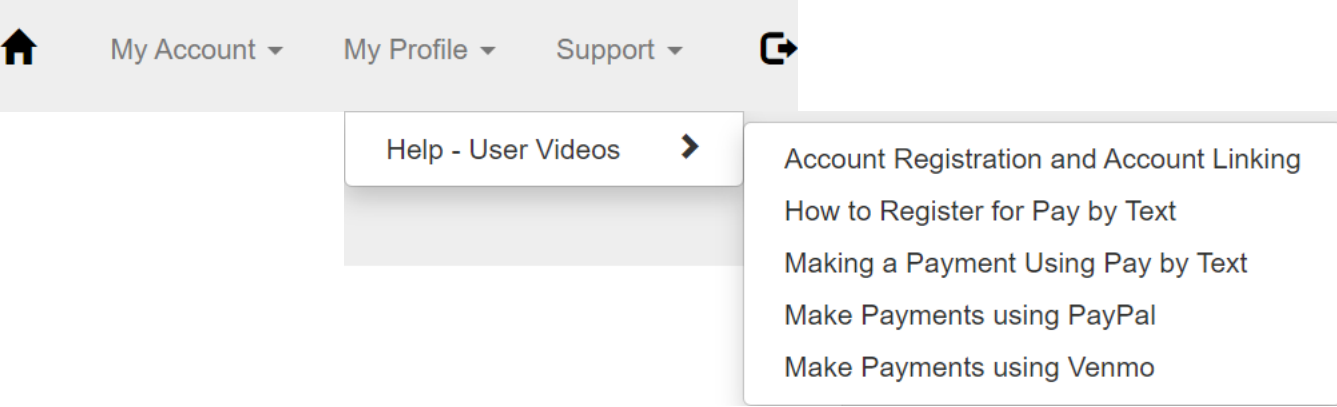 My Account My Profile Support
Help - User Videos
Account Registration and Account Linking
How to Register for Pay by Text
Making a Payment Using Pay by Text
Make Payments using PayPal
Make Payments using Venmo